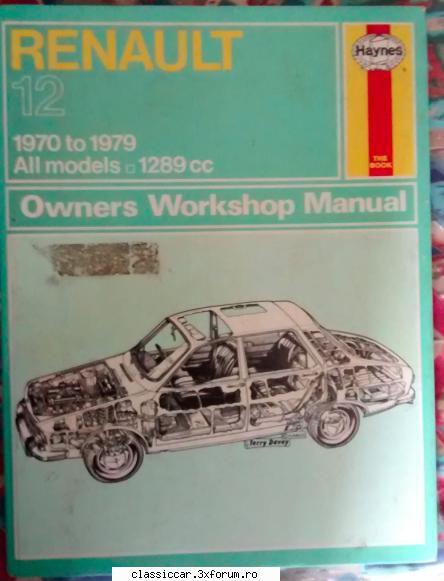 RENAULT
Haynes
12
1970 to 1979
All models □ 1289 cc
THE
BOOK
Owners Workshop Manual
Terry Davey
classiccar.3xforum.ro